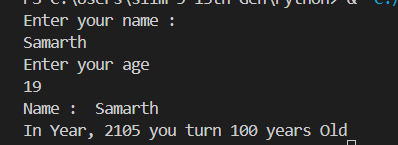 Enter your name :
Samarth
Enter your age
19
Name :  Samarth
In Year, 2105 you turn 100 years Old